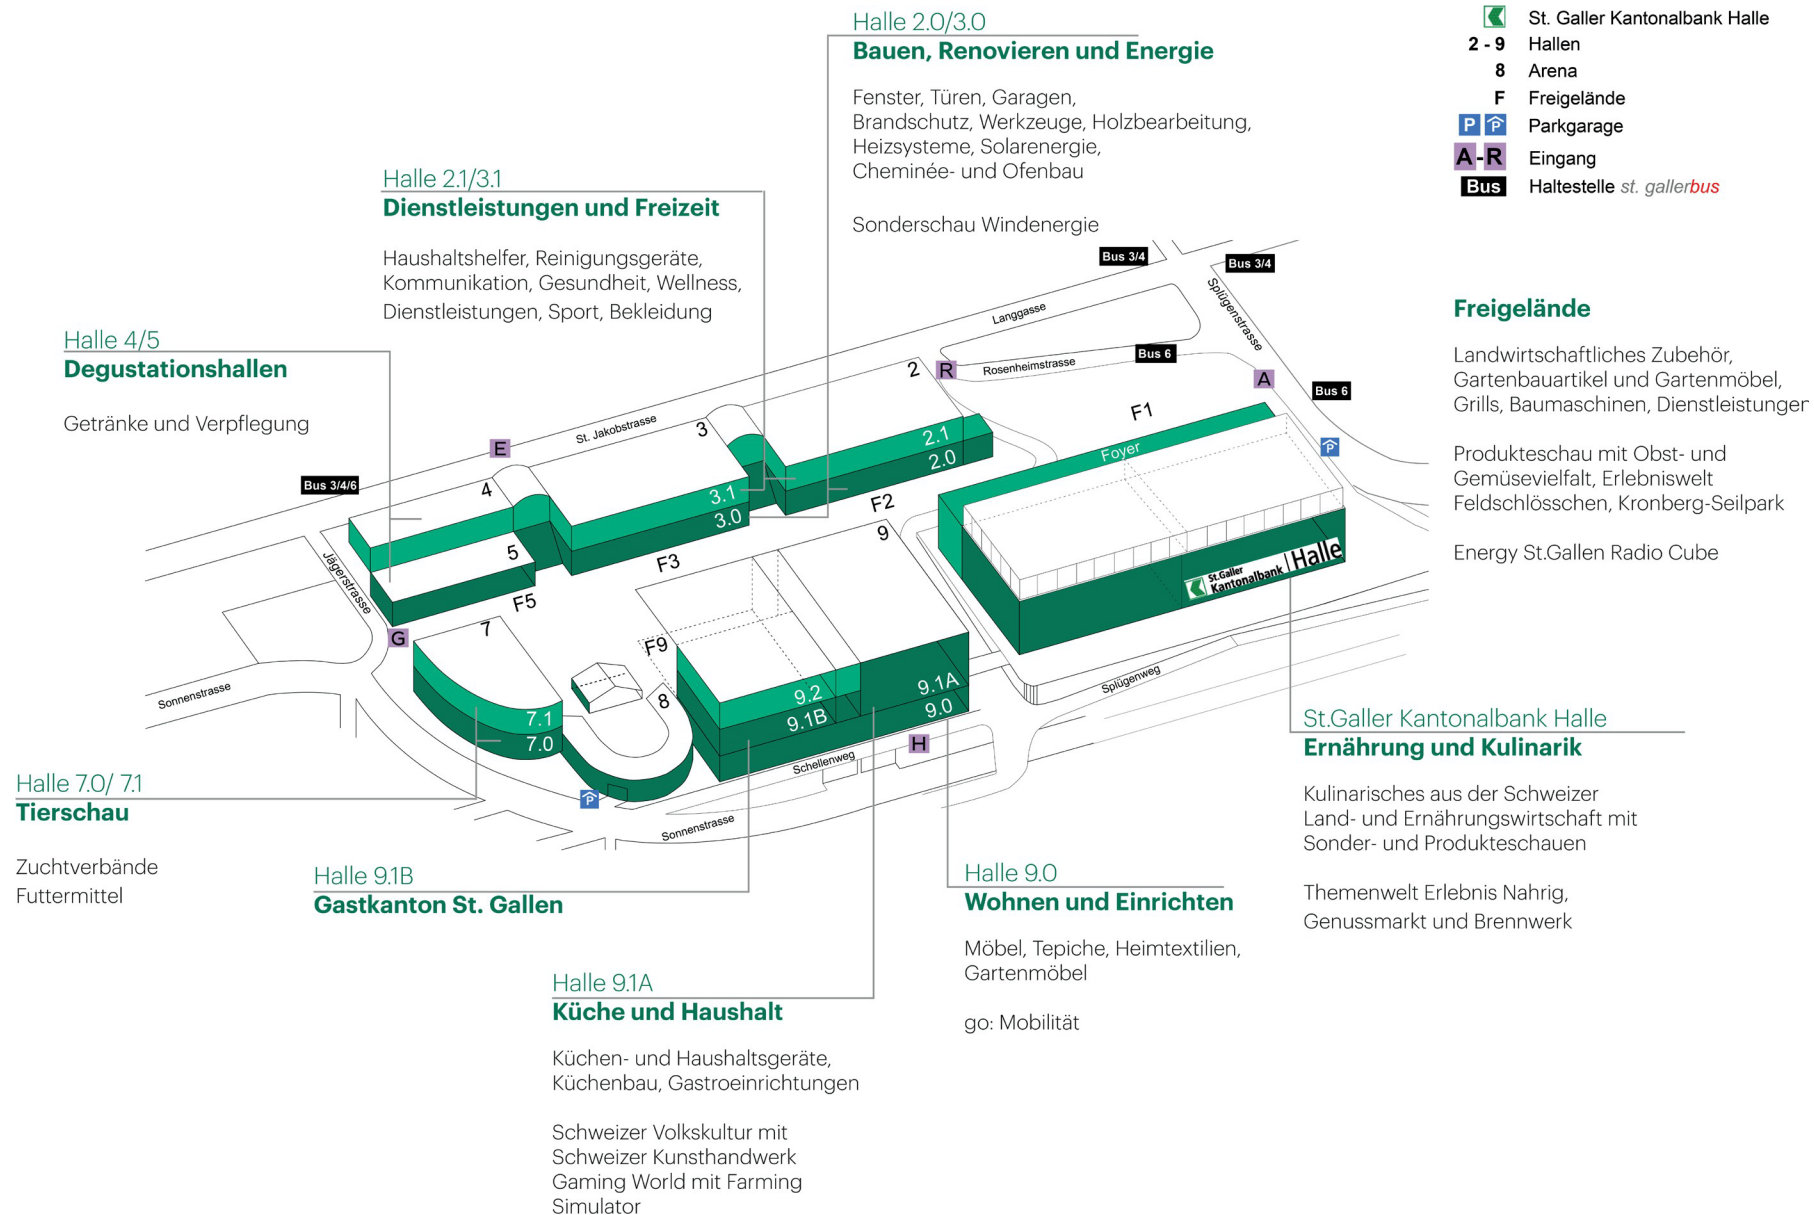 Halle 2.0/3.0
Bauen, Renovieren und Energie
Fenster, Türen, Garagen,
Brandschutz, Werkzeuge, Holzbearbeitung,
Heizsysteme, Solarenergie,
Cheminée- und Ofenbau
Sonderschau Windenergie
St. Galler Kantonalbank Halle
2 - 9 Hallen
8 Arena
F Freigelände
P P Parkgarage
A-R Eingang
Bus Haltestelle st. gallerbus
Halle 2.1/3.1
Dienstleistungen und Freizeit
Haushaltshelfer, Reinigungsgeräte,
Kommunikation, Gesundheit, Wellness,
Dienstleistungen, Sport, Bekleidung
Halle 4/5
Degustationshallen
Getränke und Verpflegung
Freigelände
Landwirtschaftliches Zubehör,
Gartenbauartikel und Gartenmöbel,
Grills, Baumaschinen, Dienstleistungen
Produkteschau mit Obst- und
Gemüsevielfalt, Erlebniswelt
Feldschlösschen, Kronberg-Seilpark
Energy St.Gallen Radio Cube
Bus 3/4
Bus 3/4
Splügenstrasse
Langgasse
Bus 6
Rosenheimstrasse
2
R
A
Bus 6
F1
P
St. Jakobstrasse
3
E
Bus 3/4/6
4
2.1
2.0
Foyer
3.1
3.0
F2
9
5
F3
F5
Jägerstrasse
St.Galler
Kantonalbank
Halle
G
7
F9
8
Sonnenstrasse
7.1
7.0
9.2
9.1B
9.1A
9.0
H
Schellenweg
Splügenweg
P
Sonnenstrasse
Halle 7.0/ 7.1
Tierschau
Zuchtverbände
Futtermittel
Halle 9.1B
Gastkanton St. Gallen
Halle 9.1A
Küche und Haushalt
Küchen- und Haushaltsgeräte,
Küchenbau, Gastroeinrichtungen
Schweizer Volkskultur mit
Schweizer Kunsthandwerk
Gaming World mit Farming
Simulator
Halle 9.0
Wohnen und Einrichten
Möbel, Tepiche, Heimtextilien,
Gartenmöbel
go: Mobilität
St.Galler Kantonalbank Halle
Ernährung und Kulinarik
Kulinarisches aus der Schweizer
Land- und Ernährungswirtschaft mit
Sonder- und Produkteschauen
Themenwelt Erlebnis Nahrig,
Genussmarkt und Brennwerk